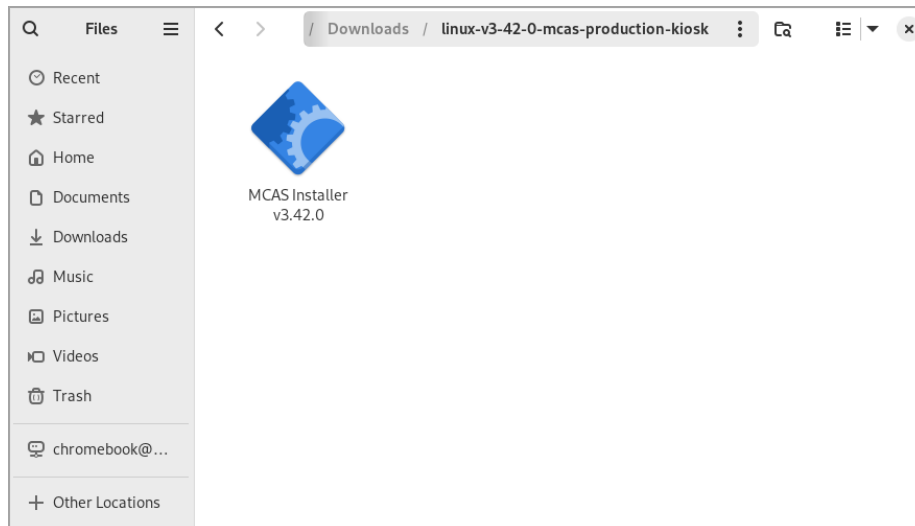 Files
/ Downloads / linux-v3-42-0-mcas-production-kiosk
Recent
Starred
Home
Documents
Downloads
Music
Pictures
Videos
Trash
chromebook@...
+ Other Locations
MCAS Installer
v3.42.0